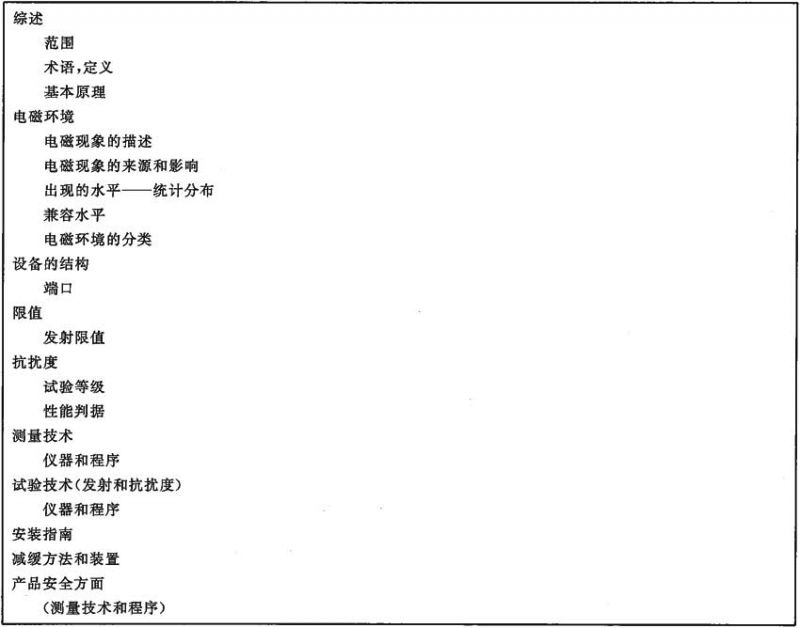 综述
范围
术语,定义
基本原理
电磁环境
电磁现象的描述
电磁现象的来源和影响
出现的水平——统计分布
兼容水平
电磁环境的分类
设备的结构
端口
限值
发射限值
抗扰度
试验等级
性能判据
测量技术
仪器和程序
试验技术(发射和抗扰度)
仪器和程序
安装指南
减缓方法和装置
产品安全方面
(测量技术和程序)